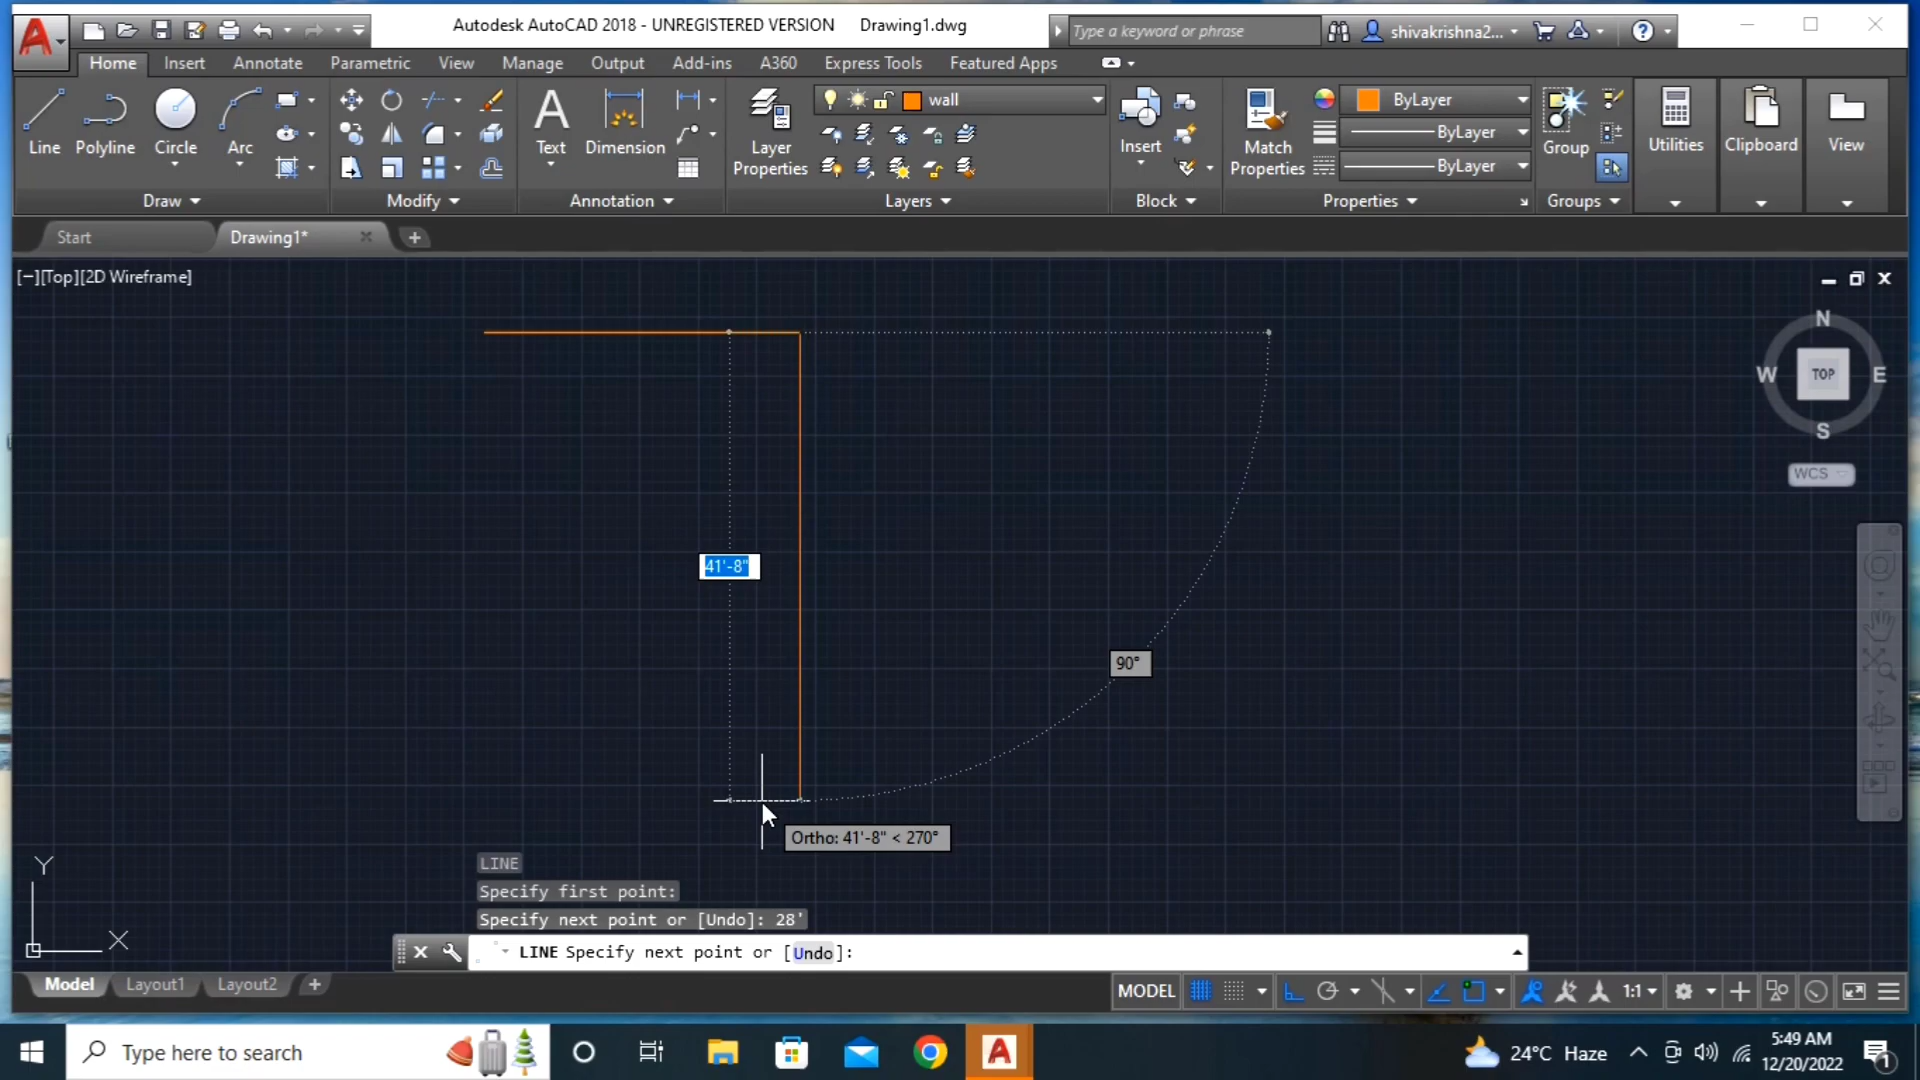 Autodesk AutoCAD 2018 - UNREGISTERED VERSION Drawing1.dwg
Type a keyword or phrase
shivakrishna2...
Home Insert Annotate Parametric View Manage Output Add-ins A360 Express Tools Featured Apps
wall
ByLayer
ByLayer
ByLayer
Line Polyline Circle Arc
Text Dimension
Layer Properties
Insert
Match Properties
Group
Utilities Clipboard View
Draw Modify Annotation Layers Block Properties Groups
Start Drawing1*
[−][Top][2D Wireframe]
N
W TOP E
S
WCS
41'-8"
90°
Ortho: 41'-8" < 270°
LINE
Specify first point:
Specify next point or [Undo]: 28'
LINE Specify next point or [Undo]:
Y
X
Model Layout1 Layout2
MODEL 1:1
Type here to search
24°C Haze
5:49 AM
12/20/2022
1